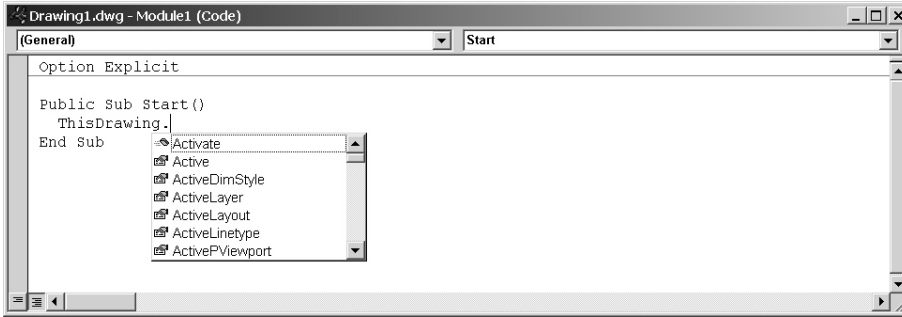 Drawing1.dwg - Module1 (Code)
(General) Start
Option Explicit
Public Sub Start()
ThisDrawing.
End Sub
Activate
Active
ActiveDimStyle
ActiveLayer
ActiveLayout
ActiveLinetype
ActivePViewport